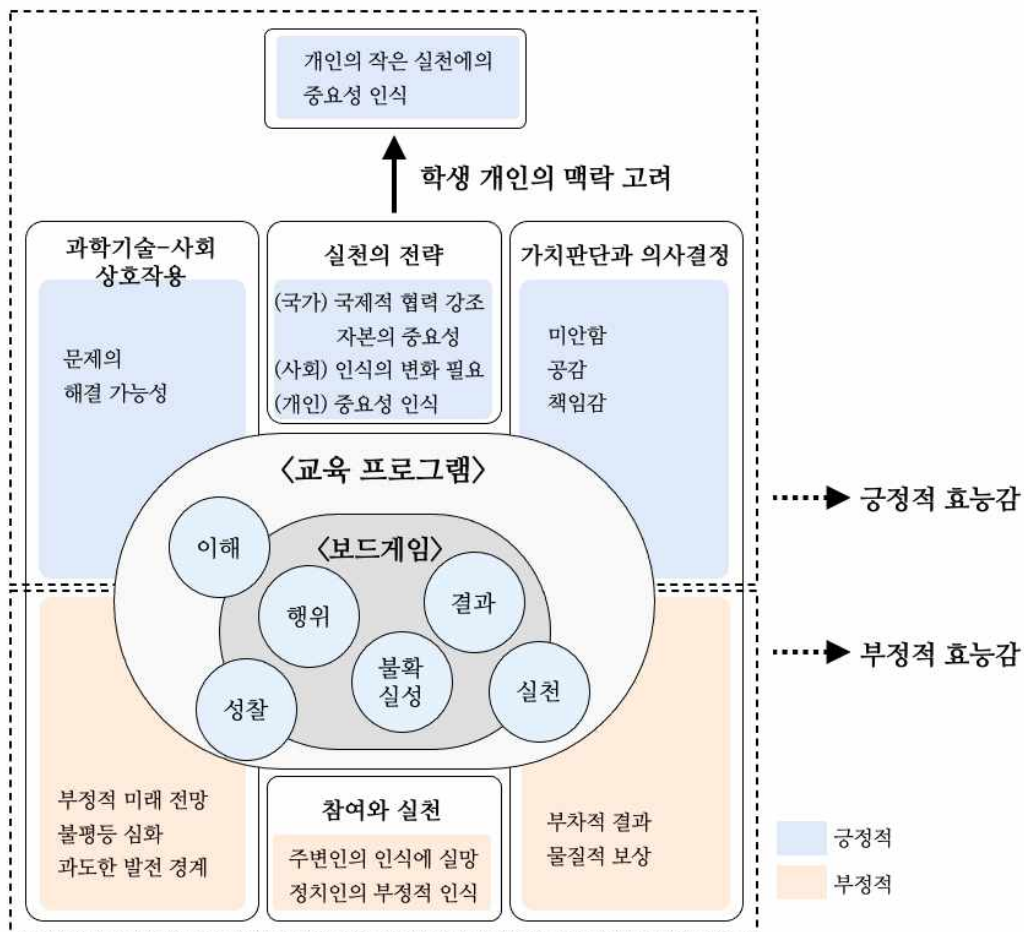 개인의 작은 실천에의
중요성 인식
학생 개인의 맥락 고려
과학기술-사회
상호작용
문제의
해결 가능성
실천의 전략
(국가) 국제적 협력 강조
자본의 중요성
(사회) 인식의 변화 필요
(개인) 중요성 인식
가치판단과 의사결정
미안함
공감
책임감
〈교육 프로그램〉
〈보드게임〉
이해
행위
결과
불확
실성
성찰
실천
긍정적 효능감
부정적 효능감
부정적 미래 전망
불평등 심화
과도한 발전 경계
참여와 실천
주변인의 인식에 실망
정치인의 부정적 인식
부차적 결과
물질적 보상
긍정적
부정적